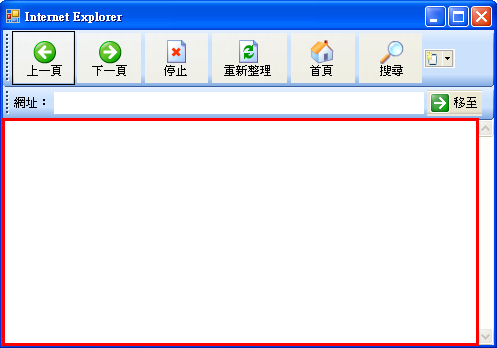 Internet Explorer
上一頁 下一頁 停止 重新整理 首頁 搜尋
網址： 移至